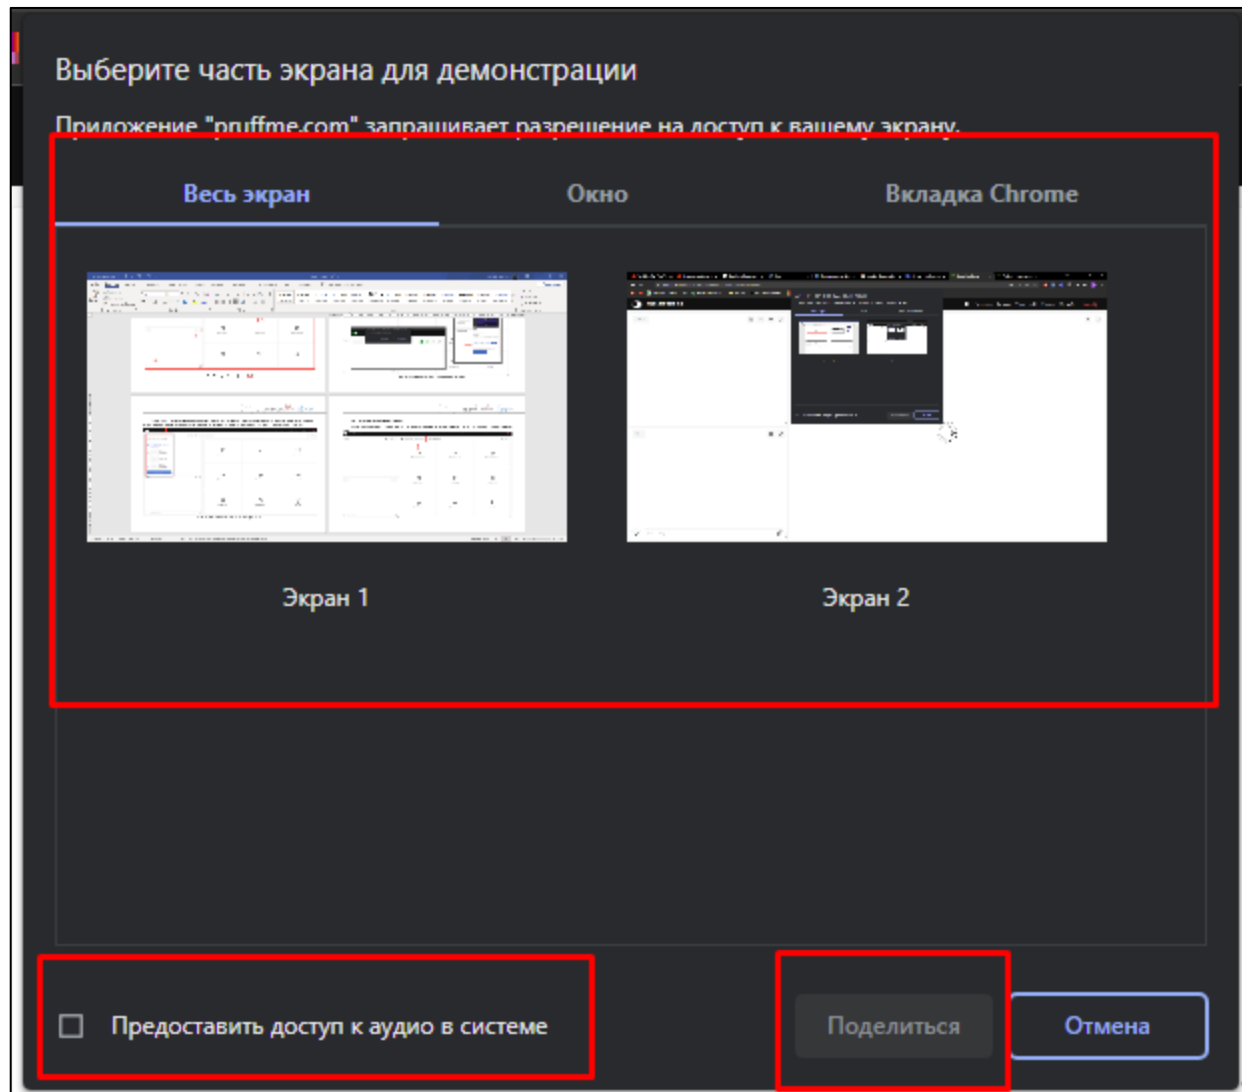 Выберите часть экрана для демонстрации
Приложение "pruffme.com" запрашивает разрешение на доступ к вашему экрану.
Весь экран Окно Вкладка Chrome
Экран 1 Экран 2
Предоставить доступ к аудио в системе Поделиться Отмена